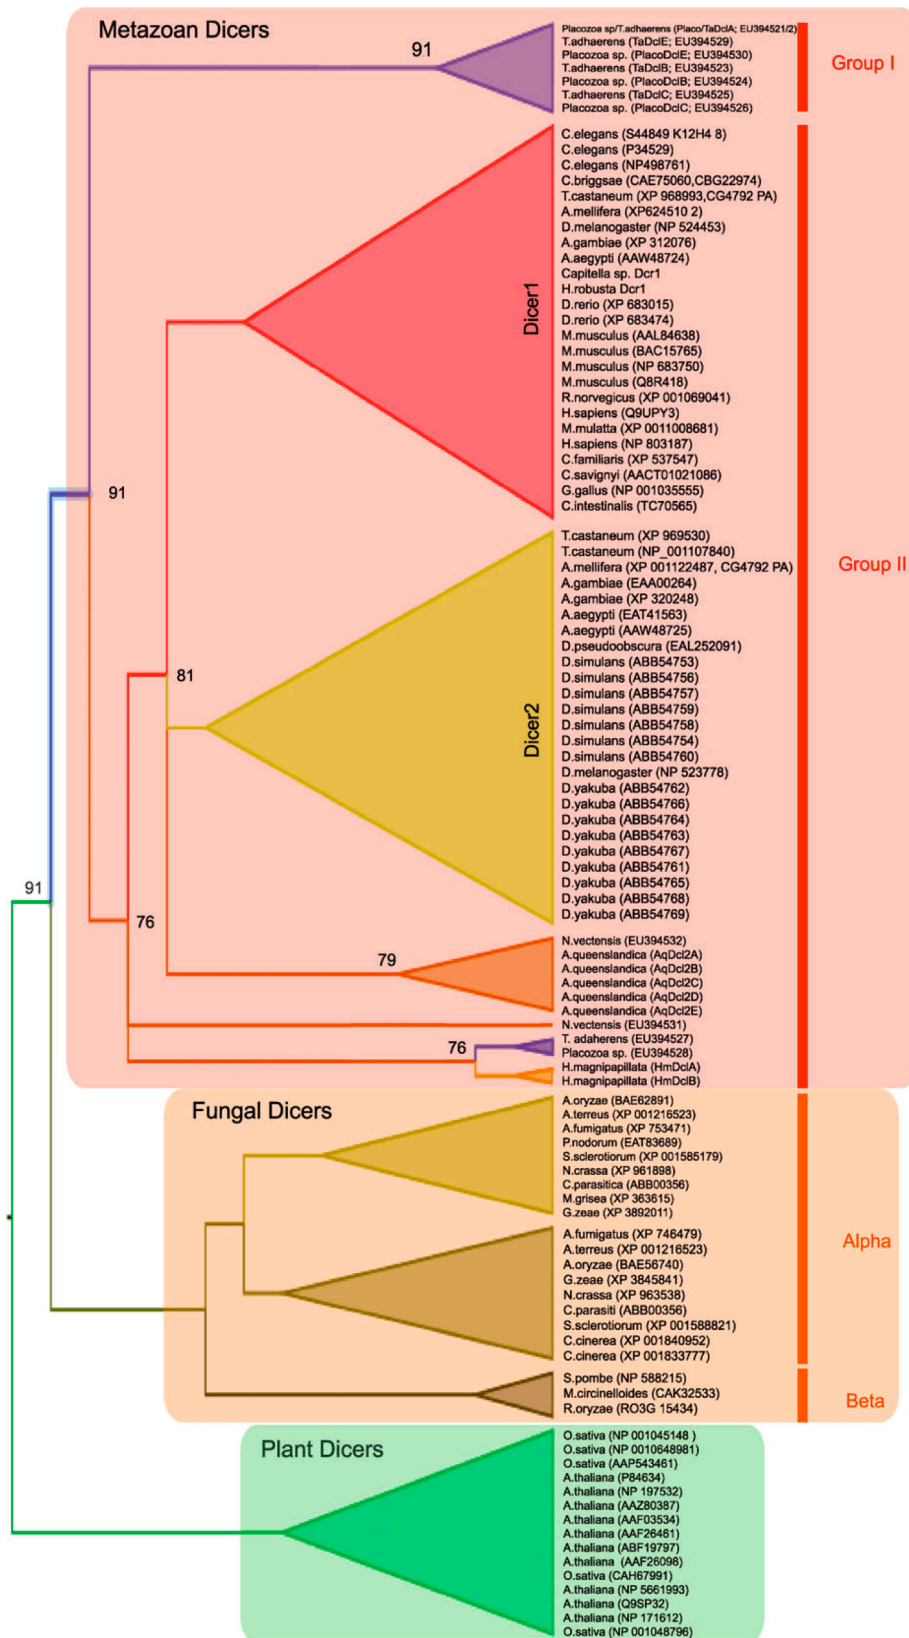 Metazoan Dicers
91
Placozoa sp/T.adhaerens (Placo/TaDclA; EU394521/2)
T.adhaerens (TaDclE; EU394529)
Placozoa sp. (PlacoDclE; EU394530)
T.adhaerens (TaDclB; EU394523)
Placozoa sp. (PlacoDclB; EU394524)
T.adhaerens (TaDclC; EU394525)
Placozoa sp. (PlacoDclC; EU394526)
Group I
Dicer1
C.elegans (S44849 K12H4 8)
C.elegans (P34529)
C.elegans (NP498761)
C.briggsae (CAE75060,CBG22974)
T.castaneum (XP 968993,CG4792 PA)
A.mellifera (XP624510 2)
D.melanogaster (NP 524453)
A.gambiae (XP 312076)
A.aegypti (AAW48724)
Capitella sp. Dcr1
H.robusta Dcr1
D.rerio (XP 683015)
D.rerio (XP 683474)
M.musculus (AAL84638)
M.musculus (BAC15765)
M.musculus (NP 683750)
M.musculus (Q8R418)
R.norvegicus (XP 001069041)
H.sapiens (Q9UPY3)
M.mulatta (XP 0011008681)
H.sapiens (NP 803187)
C.familiaris (XP 537547)
C.savignyi (AACT01021086)
G.gallus (NP 001035555)
C.intestinalis (TC70565)
91
Group II
81
Dicer2
T.castaneum (XP 969530)
T.castaneum (NP_001107840)
A.mellifera (XP 001122487, CG4792 PA)
A.gambiae (EAA00264)
A.gambiae (XP 320248)
A.aegypti (EAT41563)
A.aegypti (AAW48725)
D.pseudoobscura (EAL252091)
D.simulans (ABB54753)
D.simulans (ABB54756)
D.simulans (ABB54757)
D.simulans (ABB54759)
D.simulans (ABB54758)
D.simulans (ABB54754)
D.simulans (ABB54760)
D.melanogaster (NP 523778)
D.yakuba (ABB54762)
D.yakuba (ABB54766)
D.yakuba (ABB54764)
D.yakuba (ABB54763)
D.yakuba (ABB54767)
D.yakuba (ABB54761)
D.yakuba (ABB54765)
D.yakuba (ABB54768)
D.yakuba (ABB54769)
91
76
79
N.vectensis (EU394532)
A.queenslandica (AqDcl2A)
A.queenslandica (AqDcl2B)
A.queenslandica (AqDcl2C)
A.queenslandica (AqDcl2D)
A.queenslandica (AqDcl2E)
N.vectensis (EU394531)
76
T. adaherens (EU394527)
Placozoa sp. (EU394528)
H.magnipapillata (HmDclA)
H.magnipapillata (HmDclB)
Fungal Dicers
A.oryzae (BAE62891)
A.terreus (XP 001216523)
A.fumigatus (XP 753471)
P.nodorum (EAT83689)
S.sclerotiorum (XP 001585179)
N.crassa (XP 961898)
C.parasitica (ABB00356)
M.grisea (XP 363615)
G.zeae (XP 3892011)
Alpha
A.fumigatus (XP 746479)
A.terreus (XP 001216523)
A.oryzae (BAE56740)
G.zeae (XP 3845841)
N.crassa (XP 963538)
C.parasiti (ABB00356)
S.sclerotiorum (XP 001588821)
C.cinerea (XP 001840952)
C.cinerea (XP 001833777)
S.pombe (NP 588215)
M.circinelloides (CAK32533)
R.oryzae (RO3G 15434)
Beta
Plant Dicers
O.sativa (NP 001045148 )
O.sativa (NP 0010648981)
O.sativa (AAP543461)
A.thaliana (P84634)
A.thaliana (NP 197532)
A.thaliana (AAZ80387)
A.thaliana (AAF03534)
A.thaliana (AAF26461)
A.thaliana (ABF19797)
A.thaliana (AAF26098)
O.sativa (CAH67991)
A.thaliana (NP 5661993)
A.thaliana (Q9SP32)
A.thaliana (NP 171612)
O.sativa (NP 001048796)